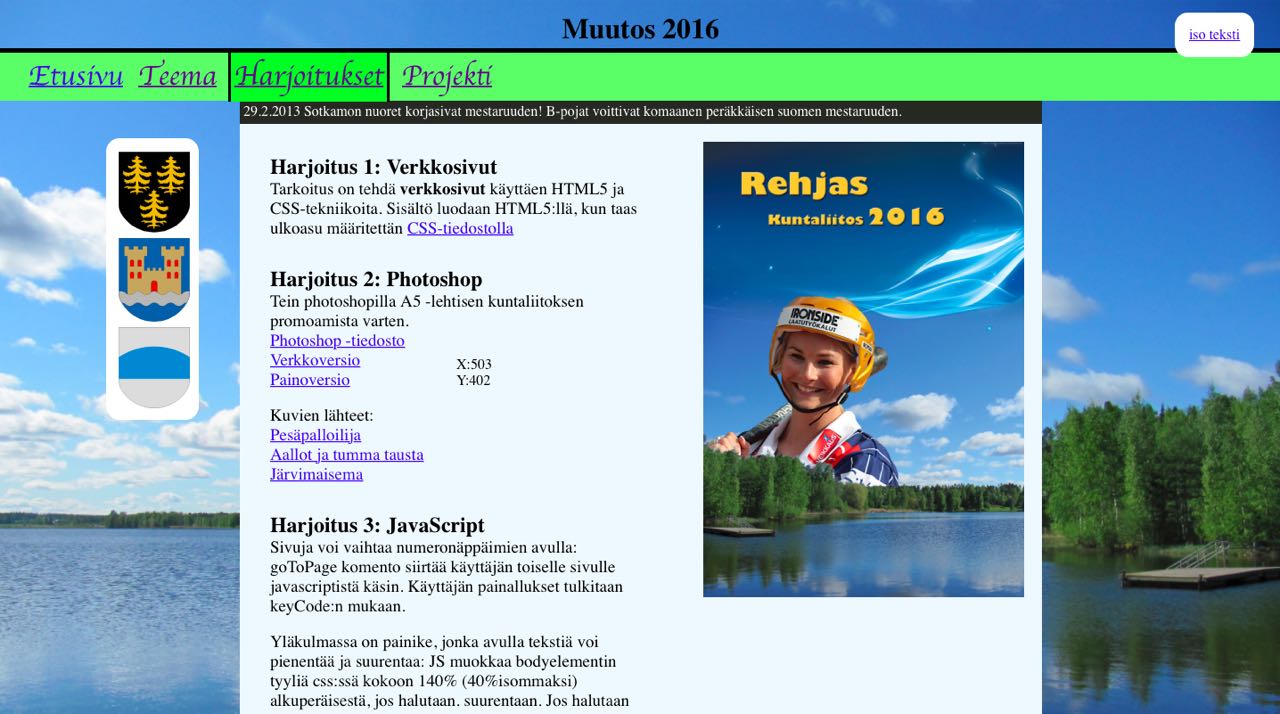 Muutos 2016
iso teksti
Etusivu Teema Harjoitukset Projekti
29.2.2013 Sotkamon nuoret korjasivat mestaruuden! B-pojat voittivat komaanen peräkkäisen suomen mestaruuden.
Harjoitus 1: Verkkosivut
Tarkoitus on tehdä verkkosivut käyttäen HTML5 ja
CSS-tekniikoita. Sisältö luodaan HTML5:llä, kun taas
ulkoasu määritettän CSS-tiedostolla
Harjoitus 2: Photoshop
Tein photoshopilla A5 -lehtisen kuntaliitoksen
promoamista varten.
Photoshop -tiedosto
Verkkoversio
Painoversio
X:503
Y:402
Kuvien lähteet:
Pesäpalloilija
Aallot ja tumma tausta
Järvimaisema
Harjoitus 3: JavaScript
Sivuja voi vaihtaa numeronäppäimien avulla:
goToPage komento siirtää käyttäjän toiselle sivulle
javascriptistä käsin. Käyttäjän painallukset tulkitaan
keyCode:n mukaan.
Yläkulmassa on painike, jonka avulla tekstiä voi
pienentää ja suurentaa: JS muokkaa bodyelementin
tyyliä css:ssä kokoon 140% (40%isommaksi)
alkuperäisestä, jos halutaan. suurentaan. Jos halutaan
Rehjas
Kuntaliitos 2016
IRONSIDE
LAATUTYÖKALUT